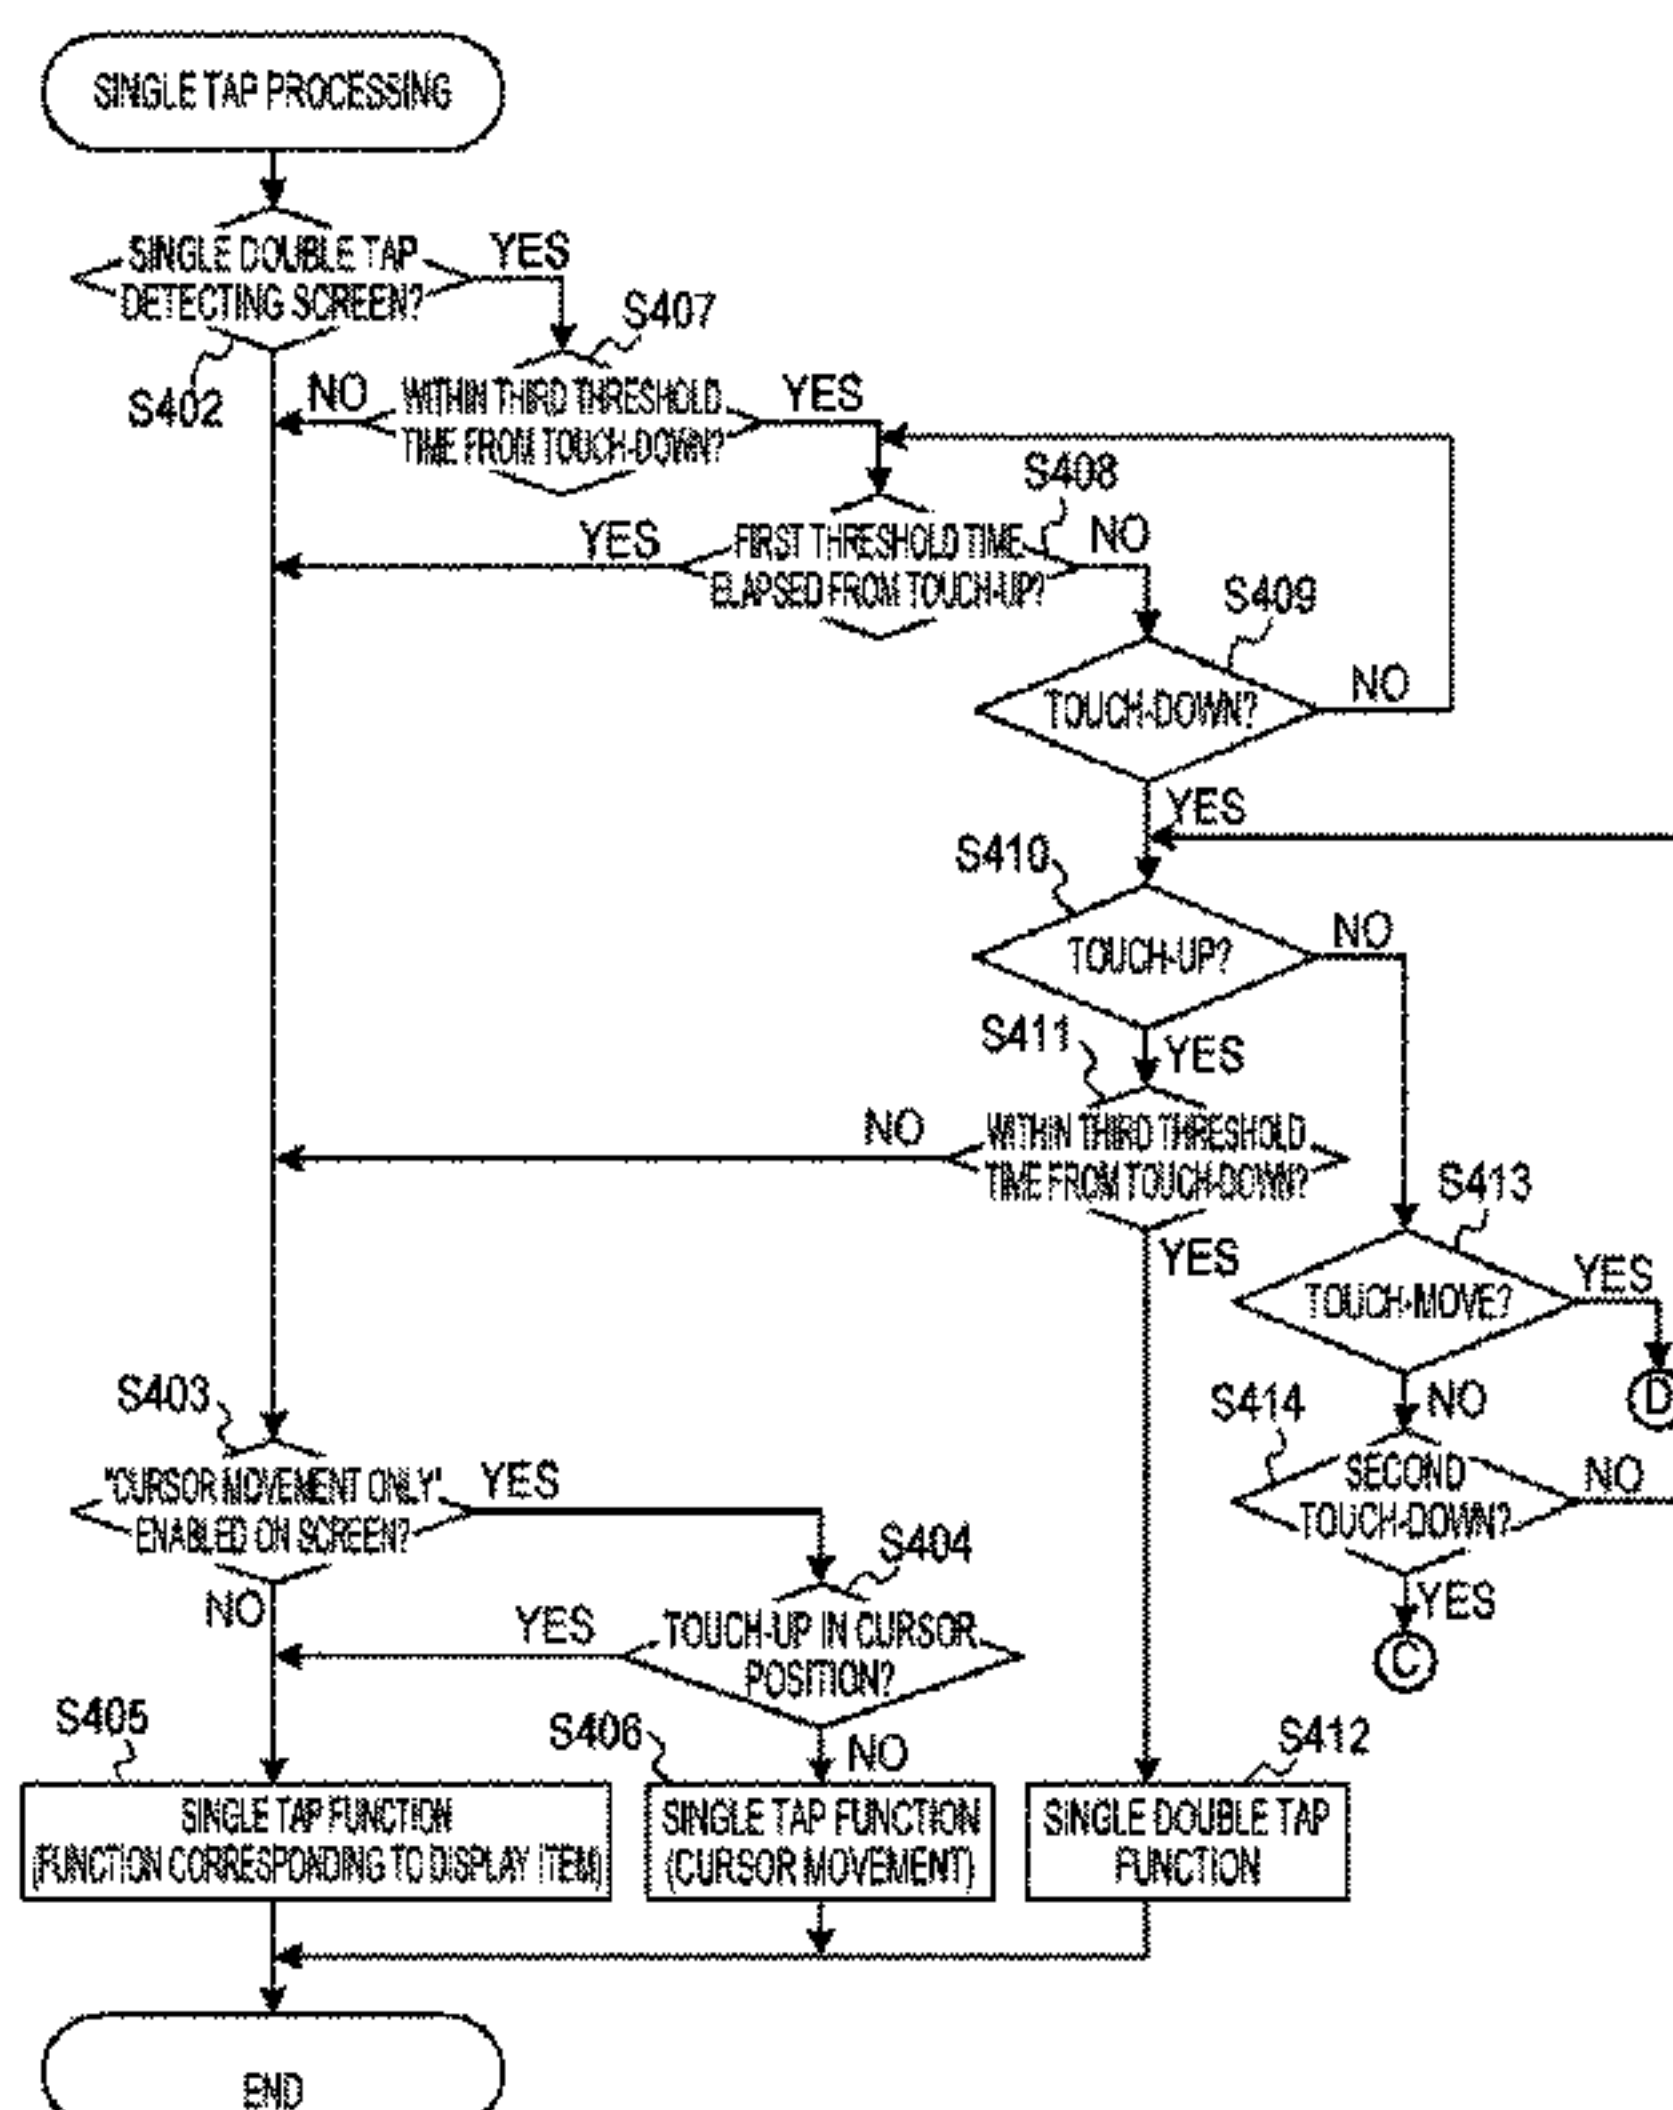 SINGLE TAP PROCESSING
SINGLE DOUBLE TAP
DETECTING SCREEN?
YES
S402
S407
NO
WITHIN THIRD THRESHOLD
TIME FROM TOUCH-DOWN?
YES
S408
YES
FIRST THRESHOLD TIME
ELAPSED FROM TOUCH-UP?
NO
S409
TOUCH-DOWN?
NO
YES
S410
TOUCH-UP?
NO
S411
YES
NO
WITHIN THIRD THRESHOLD
TIME FROM TOUCH-DOWN?
YES
S413
TOUCH-MOVE?
YES
D
NO
S414
SECOND
TOUCH-DOWN?
NO
YES
C
S403
"CURSOR MOVEMENT ONLY"
ENABLED ON SCREEN?
YES
NO
S404
YES
TOUCH-UP IN CURSOR
POSITION?
NO
S405
SINGLE TAP FUNCTION
(FUNCTION CORRESPONDING TO DISPLAY ITEM)
S406
SINGLE TAP FUNCTION
(CURSOR MOVEMENT)
S412
SINGLE DOUBLE TAP
FUNCTION
END